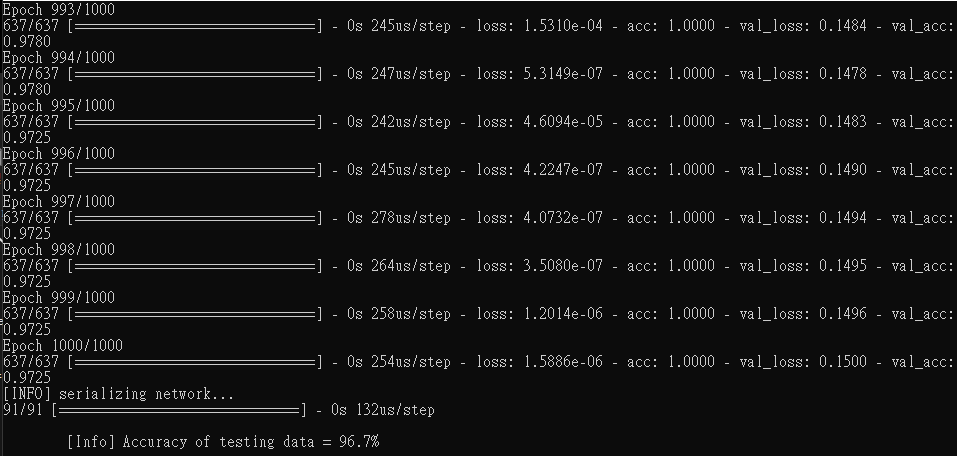 Epoch 993/1000
637/637 [==============================] - 0s 245us/step - loss: 1.5310e-04 - acc: 1.0000 - val_loss: 0.1484 - val_acc:
0.9780
Epoch 994/1000
637/637 [==============================] - 0s 247us/step - loss: 5.3149e-07 - acc: 1.0000 - val_loss: 0.1478 - val_acc:
0.9780
Epoch 995/1000
637/637 [==============================] - 0s 242us/step - loss: 4.6094e-05 - acc: 1.0000 - val_loss: 0.1483 - val_acc:
0.9725
Epoch 996/1000
637/637 [==============================] - 0s 245us/step - loss: 4.2247e-07 - acc: 1.0000 - val_loss: 0.1490 - val_acc:
0.9725
Epoch 997/1000
637/637 [==============================] - 0s 278us/step - loss: 4.0732e-07 - acc: 1.0000 - val_loss: 0.1494 - val_acc:
0.9725
Epoch 998/1000
637/637 [==============================] - 0s 264us/step - loss: 3.5080e-07 - acc: 1.0000 - val_loss: 0.1495 - val_acc:
0.9725
Epoch 999/1000
637/637 [==============================] - 0s 258us/step - loss: 1.2014e-06 - acc: 1.0000 - val_loss: 0.1496 - val_acc:
0.9725
Epoch 1000/1000
637/637 [==============================] - 0s 254us/step - loss: 1.5886e-06 - acc: 1.0000 - val_loss: 0.1500 - val_acc:
0.9725
[INFO] serializing network...
91/91 [==============================] - 0s 132us/step
[Info] Accuracy of testing data = 96.7%